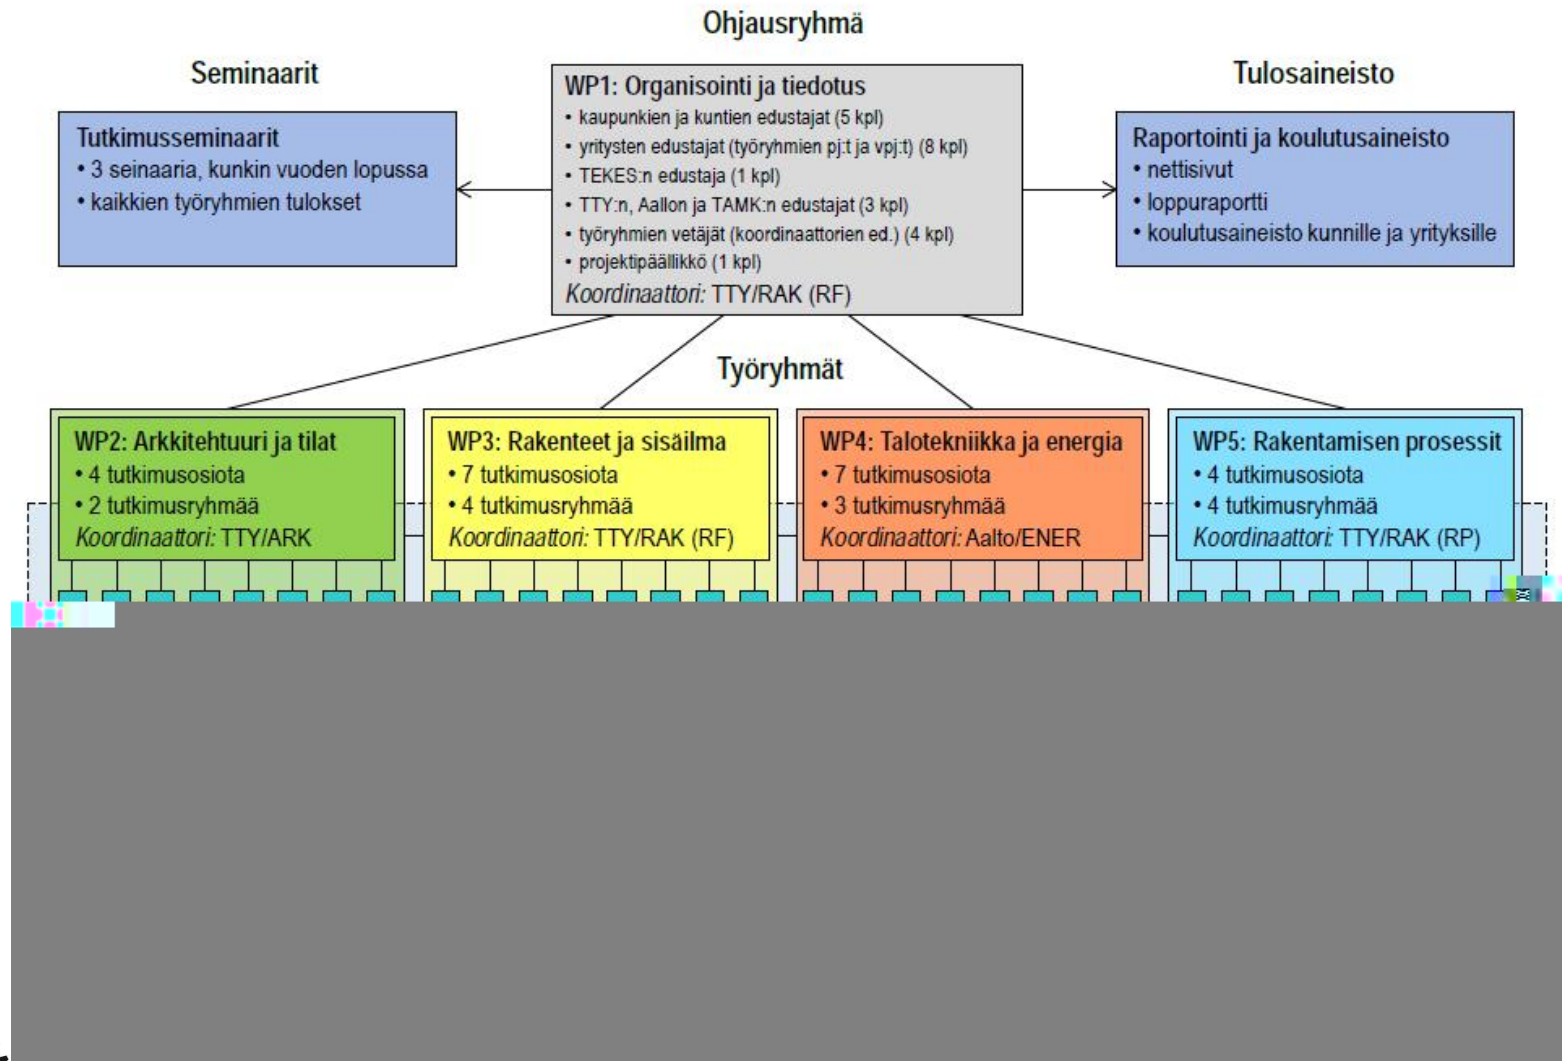 Ohjausryhmä
Seminaarit
Tutkimusseminaarit
• 3 seinaaria, kunkin vuoden lopussa
• kaikkien työryhmien tulokset
WP1: Organisointi ja tiedotus
• kaupunkien ja kuntien edustajat (5 kpl)
• yritysten edustajat (työryhmien pj:t ja vpj:t) (8 kpl)
• TEKES:n edustaja (1 kpl)
• TTY:n, Aallon ja TAMK:n edustajat (3 kpl)
• työryhmien vetäjät (koordinaattorien ed.) (4 kpl)
• projektipäällikkö (1 kpl)
Koordinaattori: TTY/RAK (RF)
Tulosaineisto
Raportointi ja koulutusaineisto
• nettisivut
• loppuraportti
• koulutusaineisto kunnille ja yrityksille
Työryhmät
WP2: Arkkitehtuuri ja tilat
• 4 tutkimusosiota
• 2 tutkimusryhmää
Koordinaattori: TTY/ARK
WP3: Rakenteet ja sisäilma
• 7 tutkimusosiota
• 4 tutkimusryhmää
Koordinaattori: TTY/RAK (RF)
WP4: Talotekniikka ja energia
• 7 tutkimusosiota
• 3 tutkimusryhmää
Koordinaattori: Aalto/ENER
WP5: Rakentamisen prosessit
• 4 tutkimusosiota
• 4 tutkimusryhmää
Koordinaattori: TTY/RAK (RP)